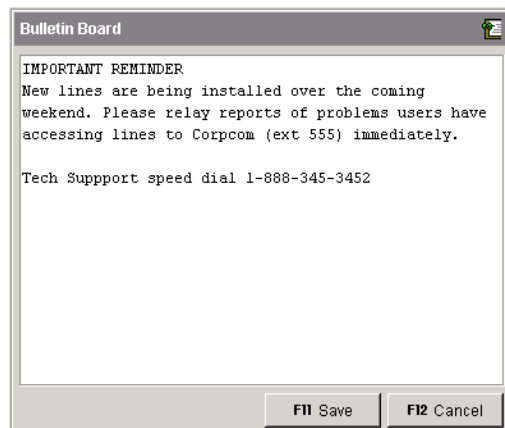 Bulletin Board
IMPORTANT REMINDER
New lines are being installed over the coming
weekend. Please relay reports of problems users have
accessing lines to Corpcom (ext 555) immediately.
Tech Suppport speed dial 1-888-345-3452
F11 Save
F12 Cancel